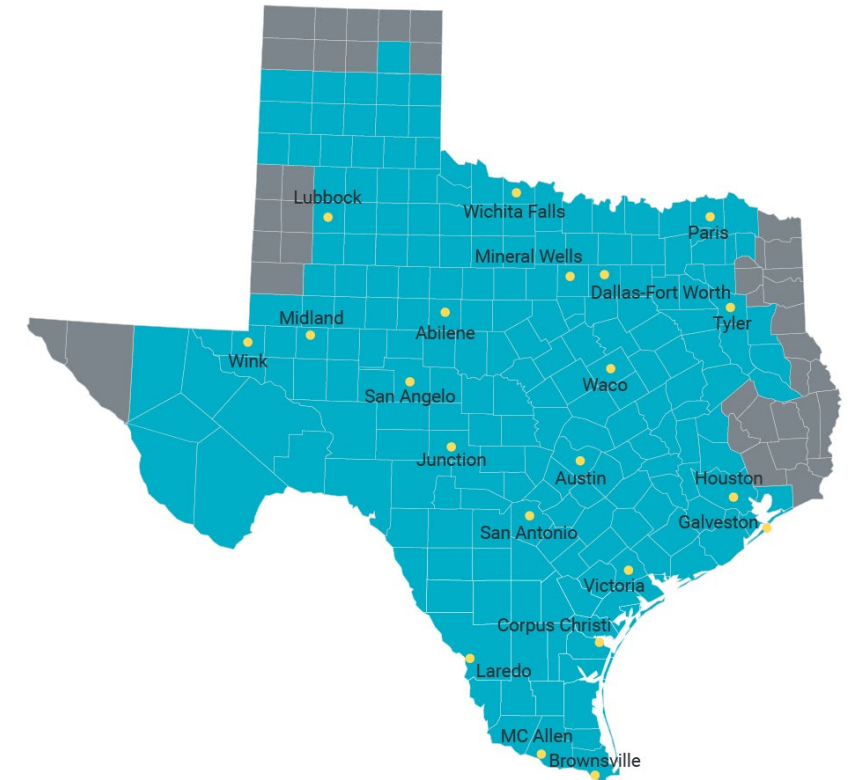 Lubbock
Wichita Falls
Paris
Mineral Wells
Dallas-Fort Worth
Midland
Abilene
Tyler
Wink
San Angelo
Waco
Junction
Austin
Houston
San Antonio
Galveston
Victoria
Corpus Christi
Laredo
MC Allen
Brownsville